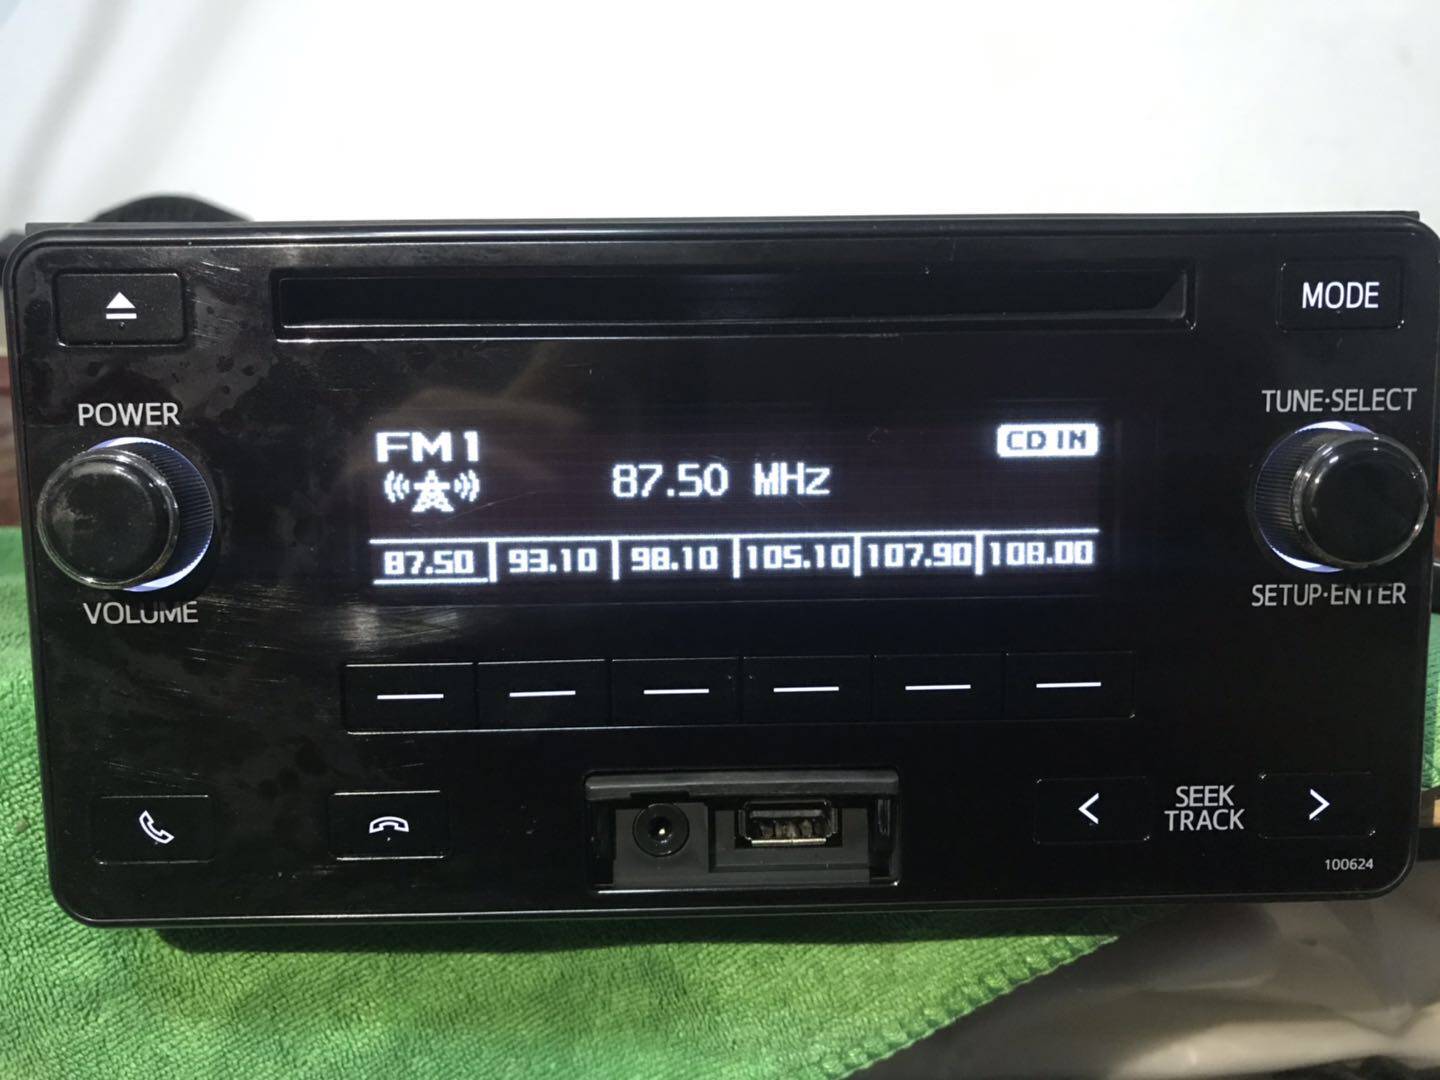 MODE
POWER
TUNE·SELECT
FM1
CD IN
87.50 MHz
87.50 93.10 98.10 105.10 107.90 108.00
VOLUME
SETUP·ENTER
SEEK
TRACK
100624